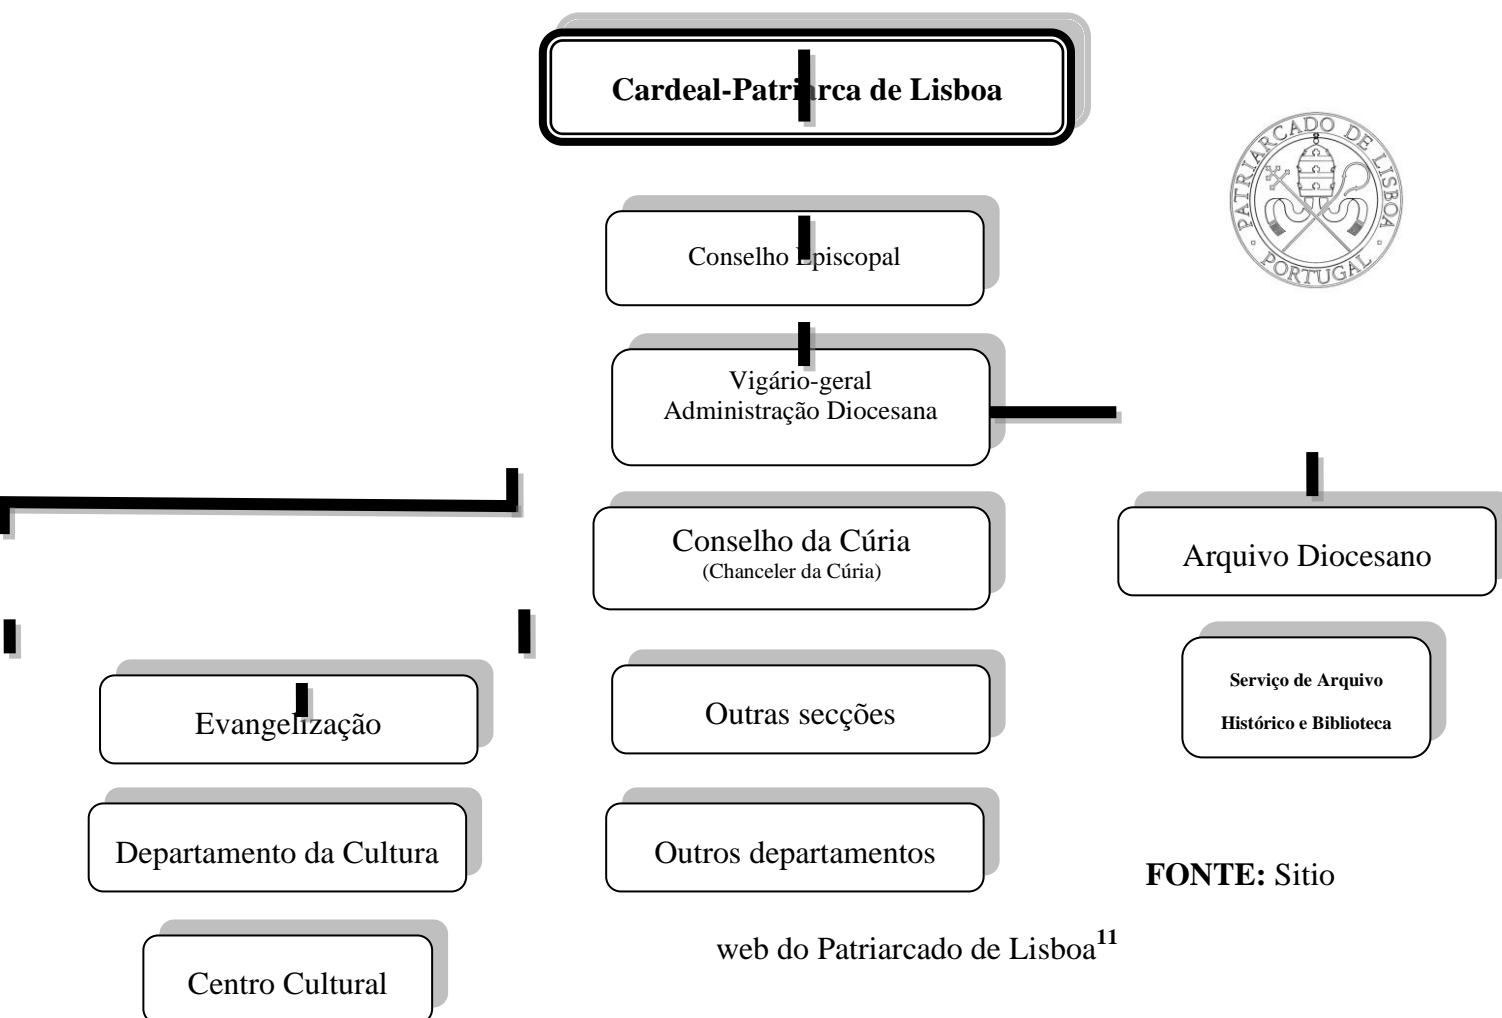 Cardeal-Patriarca de Lisboa
PATRIARCADO DE LISBOA
PORTUGAL
Conselho Episcopal
Vigário-geral
Administração Diocesana
Conselho da Cúria
(Chanceler da Cúria)
Arquivo Diocesano
Serviço de Arquivo
Histórico e Biblioteca
Evangelização
Outras secções
Departamento da Cultura
Outros departamentos
FONTE: Sitio
web do Patriarcado de Lisboa11
Centro Cultural